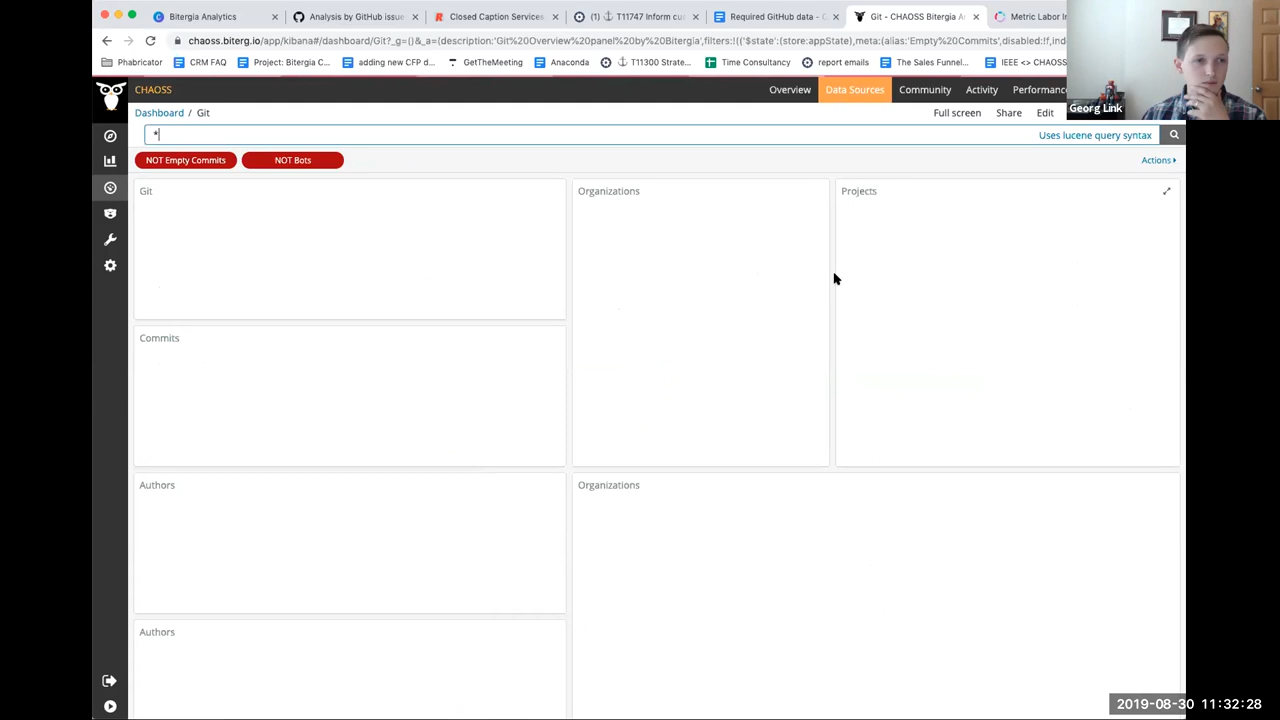 Bitergia Analytics
Analysis by GitHub issue
Closed Caption Services
(1) T11747 Inform cu
Required GitHub data - C
Git - CHAOSS Bitergia A
Metric Labor In
chaoss.biterg.io/app/kibana#/dashboard/Git?_g=()&_a=(description:'Git%20Overview%20panel%20by%20Bitergia',filters:!(('$state':(store:appState),meta:(alias:'Empty%20Commits',disabled:!f,ind
Phabricator
CRM FAQ
Project: Bitergia C...
adding new CFP d...
GetTheMeeting
Anaconda
T11300 Strate...
Time Consultancy
report emails
The Sales Funnel...
IEEE <> CHAOSS
CHAOSS
Overview
Data Sources
Community
Activity
Performance
Georg Link
Dashboard / Git
Full screen
Share
Edit
*
Uses lucene query syntax
NOT Empty Commits
NOT Bots
Actions
Git
Organizations
Projects
Commits
Authors
Organizations
Authors
2019-08-30 11:32:28